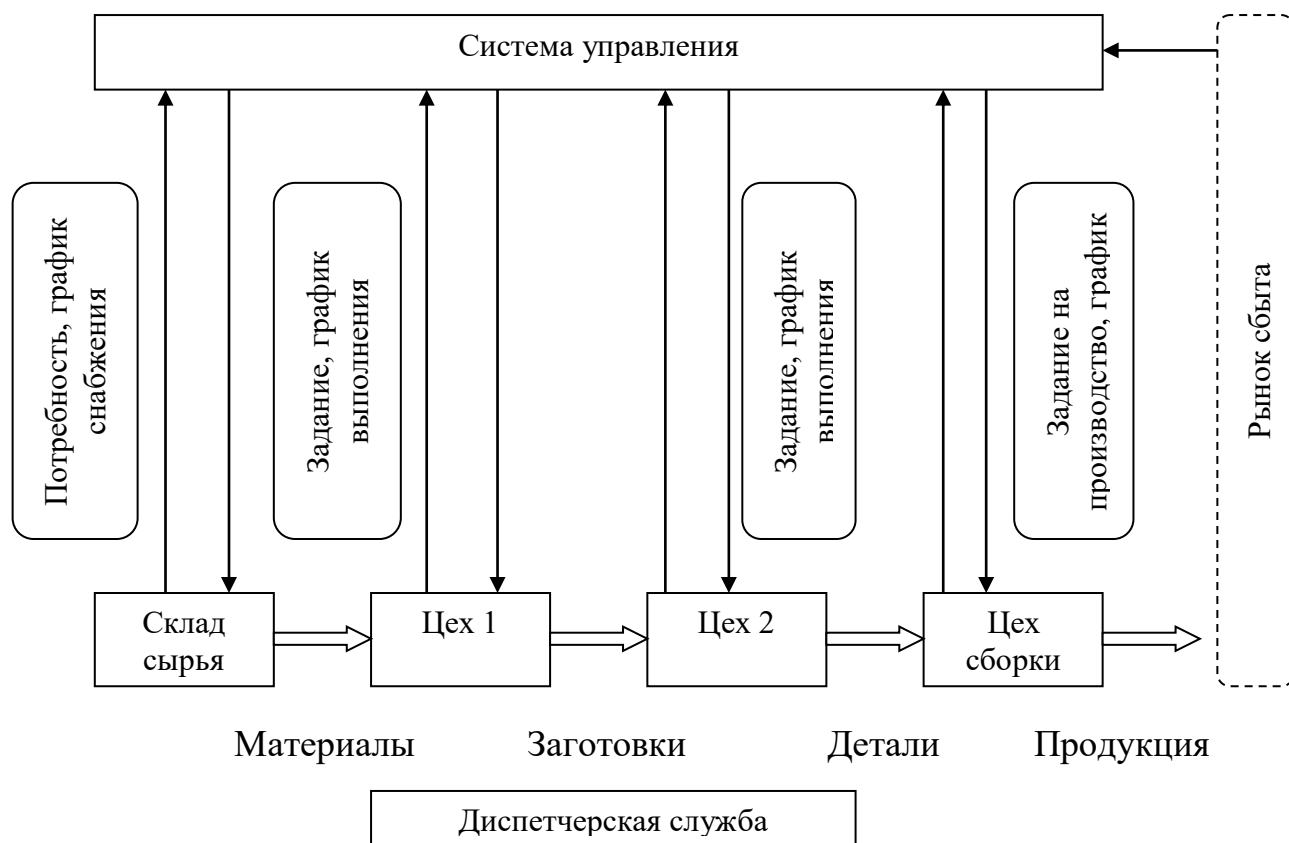 Система управления
Потребность, график
снабжения
Задание, график
выполнения
Задание, график
выполнения
Задание на
производство, график
Рынок сбыта
Склад
сырья
Цех 1
Цех 2
Цех
сборки
Материалы
Заготовки
Детали
Продукция
Диспетчерская служба